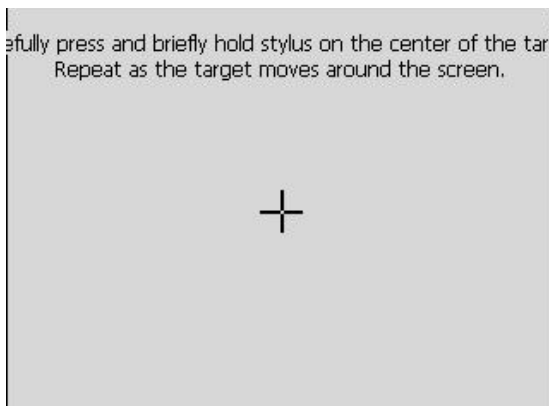 efully press and briefly hold stylus on the center of the tar
Repeat as the target moves around the screen.